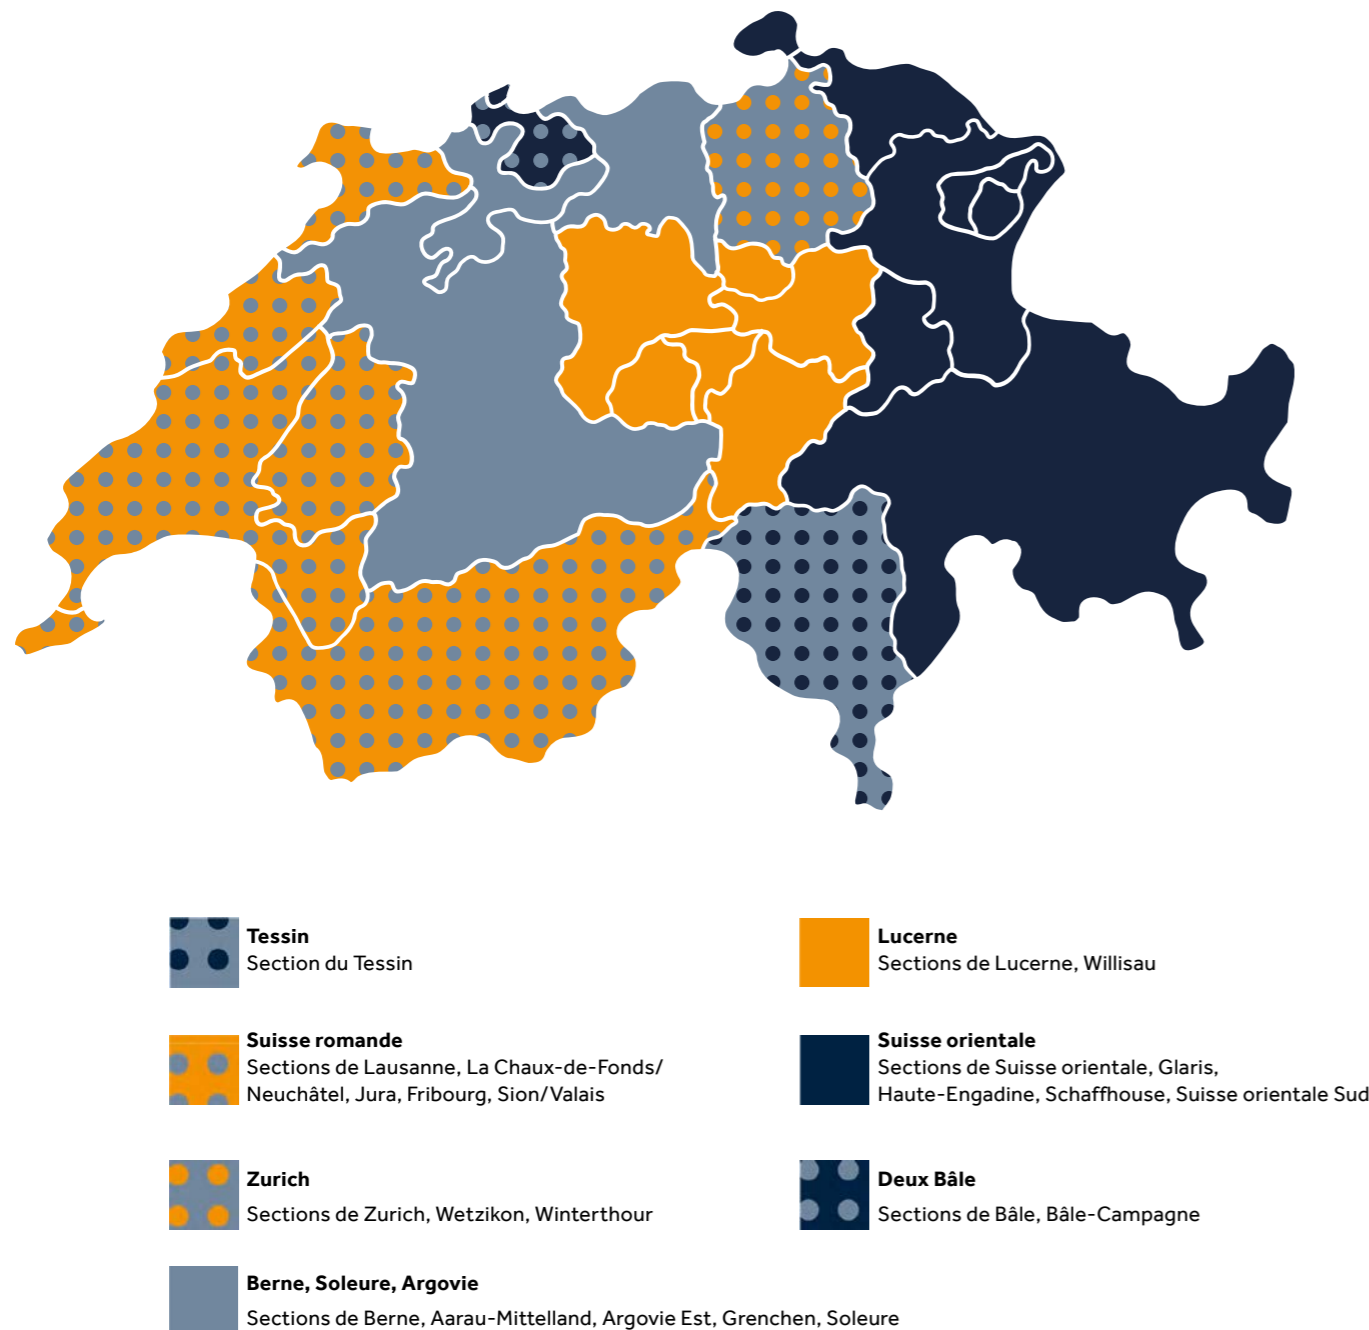 Tessin
Section du Tessin
Suisse romande
Sections de Lausanne, La Chaux-de-Fonds/
Neuchâtel, Jura, Fribourg, Sion/Valais
Zurich
Sections de Zurich, Wetzikon, Winterthour
Berne, Soleure, Argovie
Sections de Berne, Aarau-Mittelland, Argovie Est, Grenchen, Soleure
Lucerne
Sections de Lucerne, Willisau
Suisse orientale
Sections de Suisse orientale, Glaris,
Haute-Engadine, Schaffhouse, Suisse orientale Sud
Deux Bâle
Sections de Bâle, Bâle-Campagne